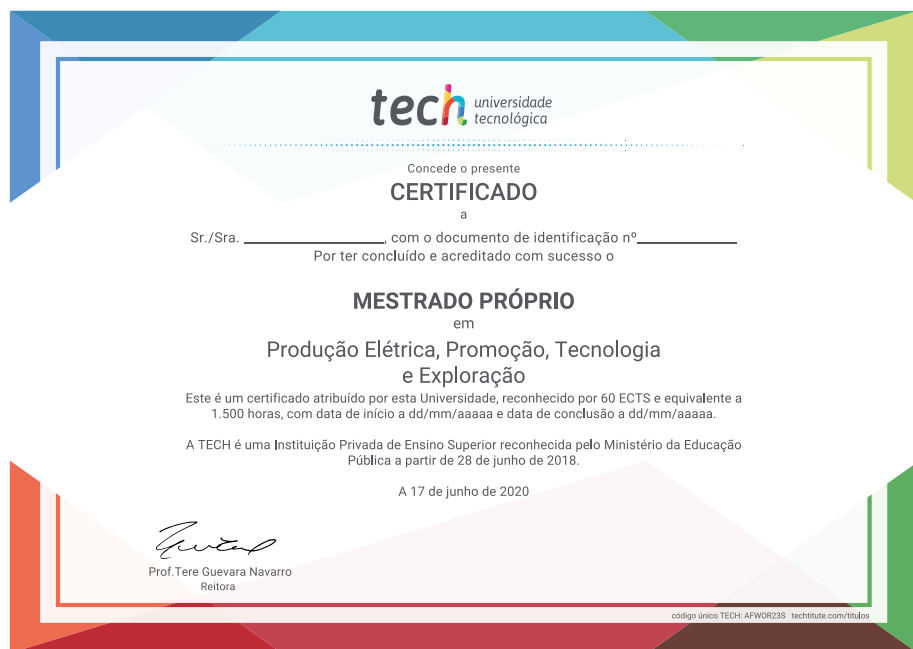 tech universidade
tecnológica
Concede o presente
CERTIFICADO
a
Sr./Sra. ________________, com o documento de identificação nº___________
Por ter concluído e acreditado com sucesso o
MESTRADO PRÓPRIO
em
Produção Elétrica, Promoção, Tecnologia
e Exploração
Este é um certificado atribuído por esta Universidade, reconhecido por 60 ECTS e equivalente a
1.500 horas, com data de início a dd/mm/aaaaa e data de conclusão a dd/mm/aaaaa.
A TECH é uma Instituição Privada de Ensino Superior reconhecida pelo Ministério da Educação
Pública a partir de 28 de junho de 2018.
A 17 de junho de 2020
Prof.Tere Guevara Navarro
Reitora
código único TECH: AFWOR23S techtitute.com/titulos